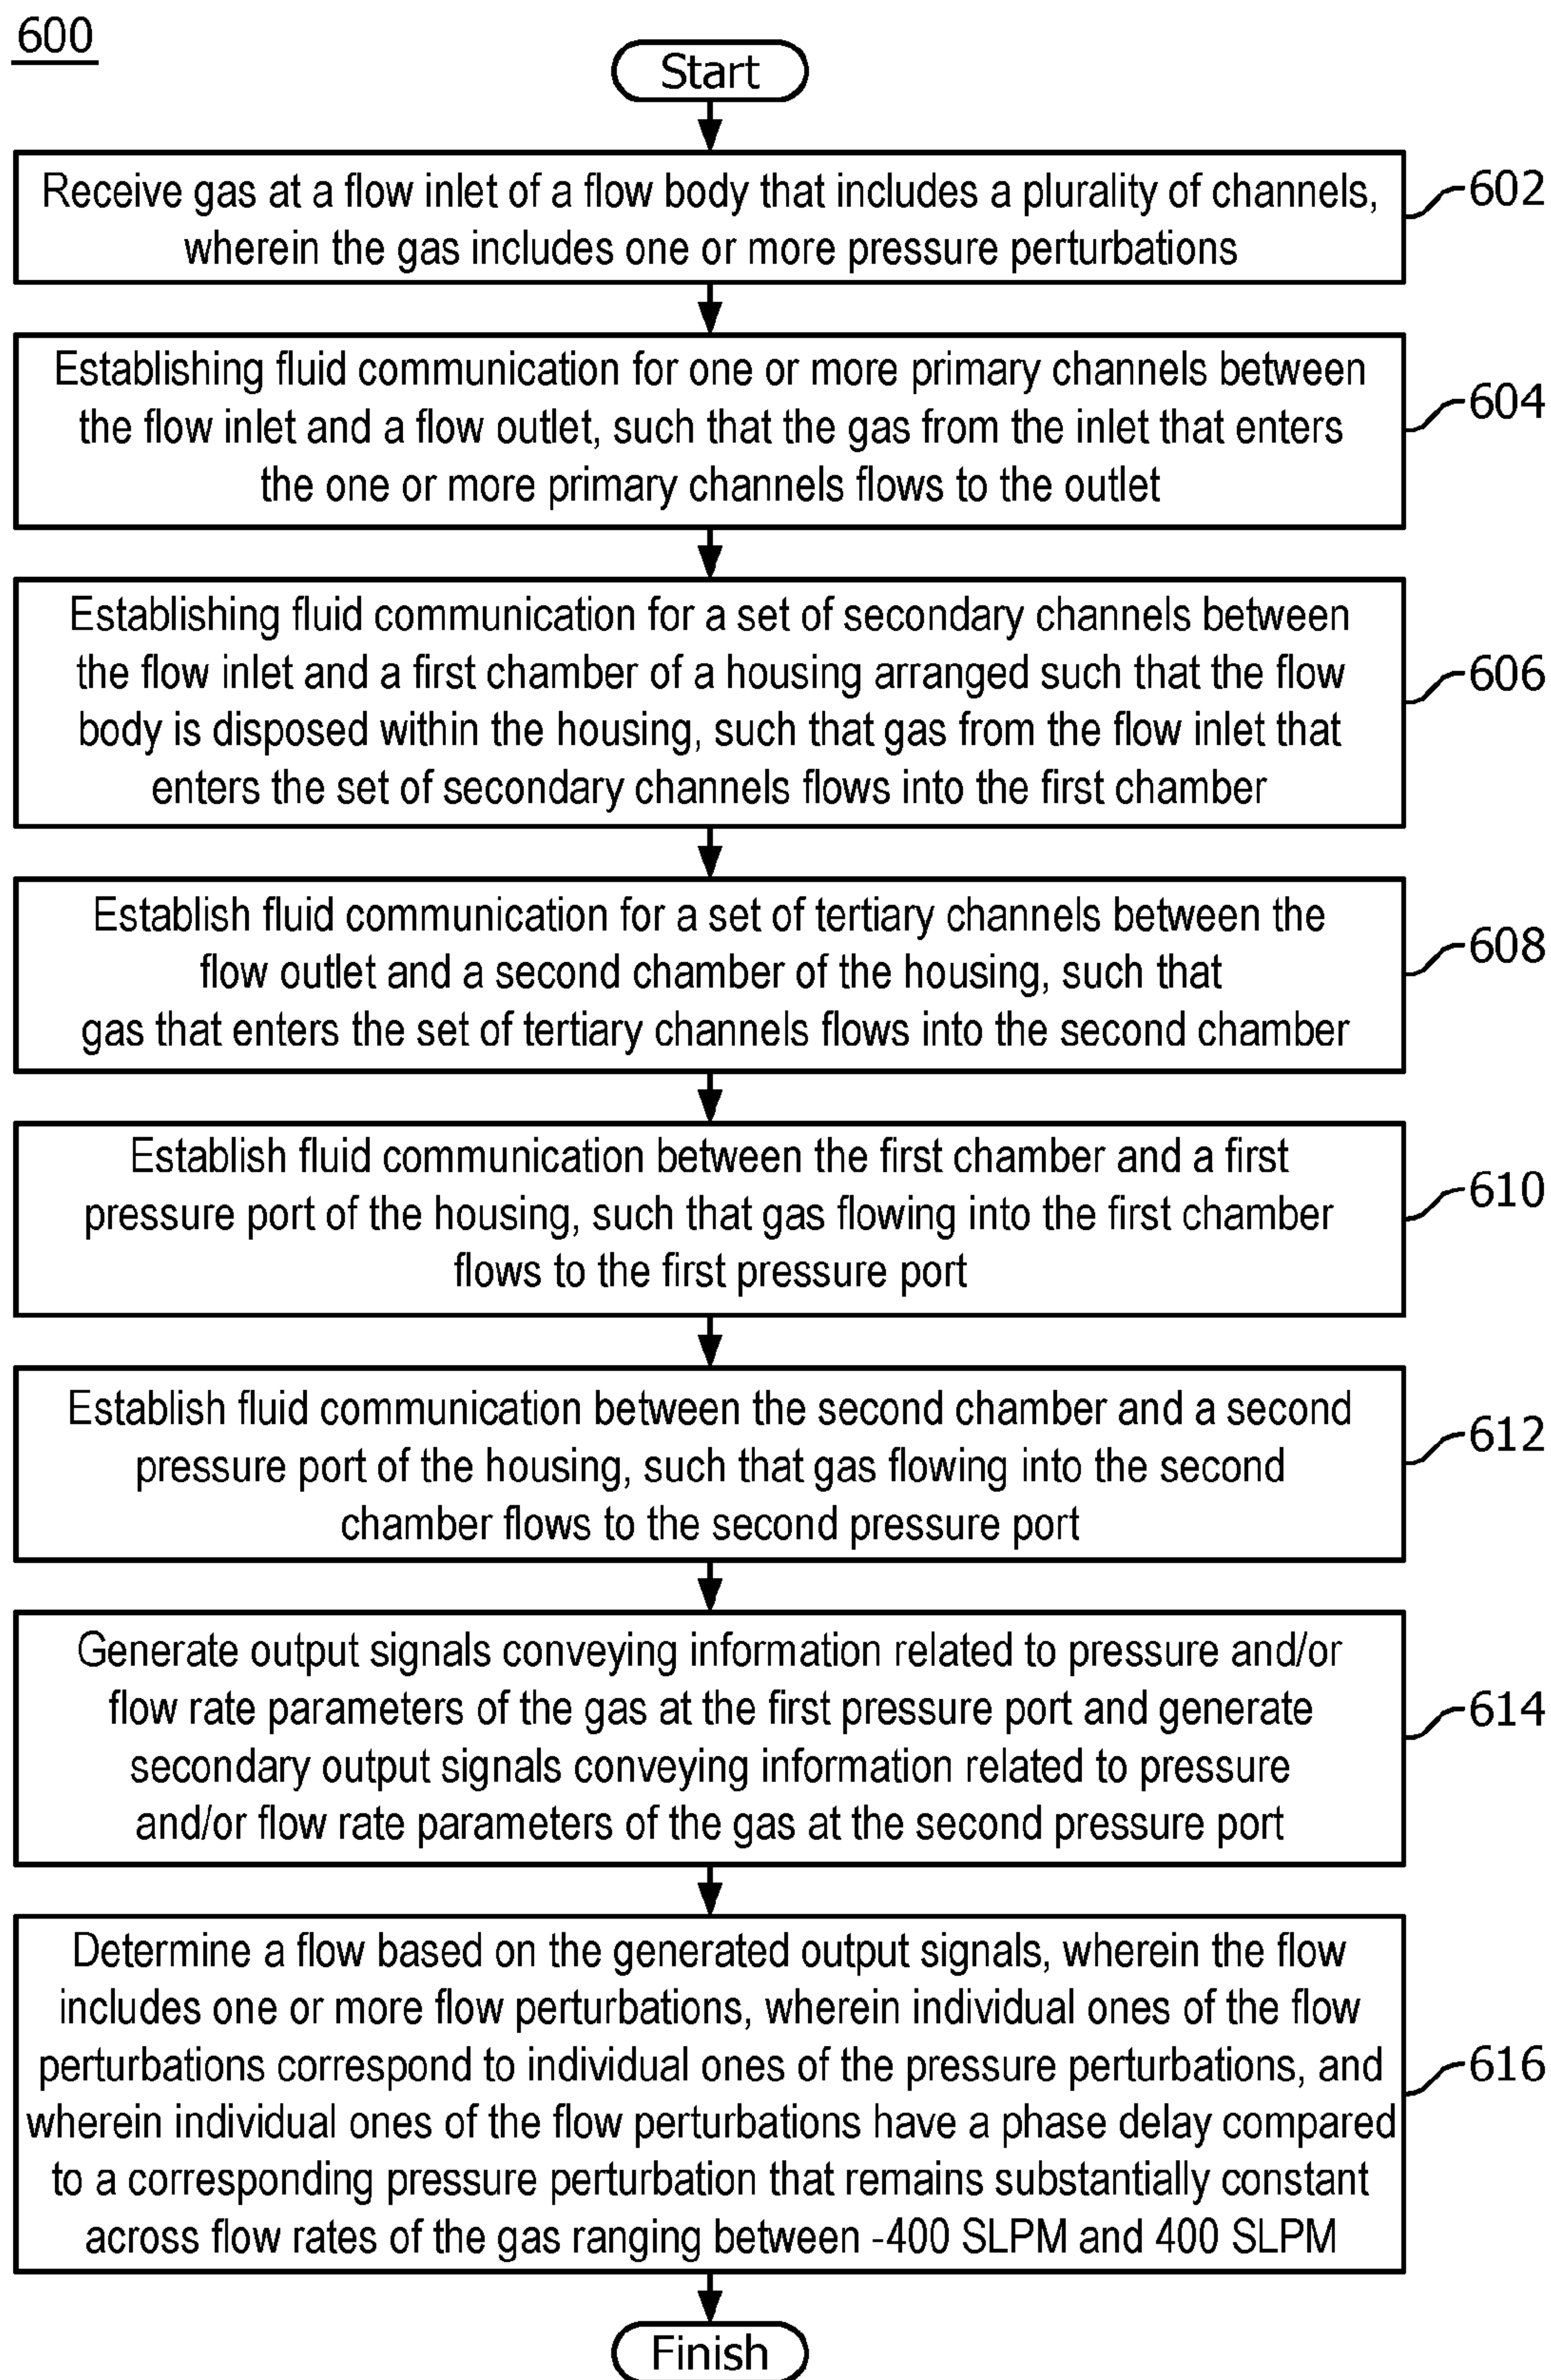 600
Start
Receive gas at a flow inlet of a flow body that includes a plurality of channels,
wherein the gas includes one or more pressure perturbations
602
Establishing fluid communication for one or more primary channels between
the flow inlet and a flow outlet, such that the gas from the inlet that enters
the one or more primary channels flows to the outlet
604
Establishing fluid communication for a set of secondary channels between
the flow inlet and a first chamber of a housing arranged such that the flow
body is disposed within the housing, such that gas from the flow inlet that
enters the set of secondary channels flows into the first chamber
606
Establish fluid communication for a set of tertiary channels between the
flow outlet and a second chamber of the housing, such that
gas that enters the set of tertiary channels flows into the second chamber
608
Establish fluid communication between the first chamber and a first
pressure port of the housing, such that gas flowing into the first chamber
flows to the first pressure port
610
Establish fluid communication between the second chamber and a second
pressure port of the housing, such that gas flowing into the second
chamber flows to the second pressure port
612
Generate output signals conveying information related to pressure and/or
flow rate parameters of the gas at the first pressure port and generate
secondary output signals conveying information related to pressure
and/or flow rate parameters of the gas at the second pressure port
614
Determine a flow based on the generated output signals, wherein the flow
includes one or more flow perturbations, wherein individual ones of the flow
perturbations correspond to individual ones of the pressure perturbations, and
wherein individual ones of the flow perturbations have a phase delay compared
to a corresponding pressure perturbation that remains substantially constant
across flow rates of the gas ranging between -400 SLPM and 400 SLPM
616
Finish